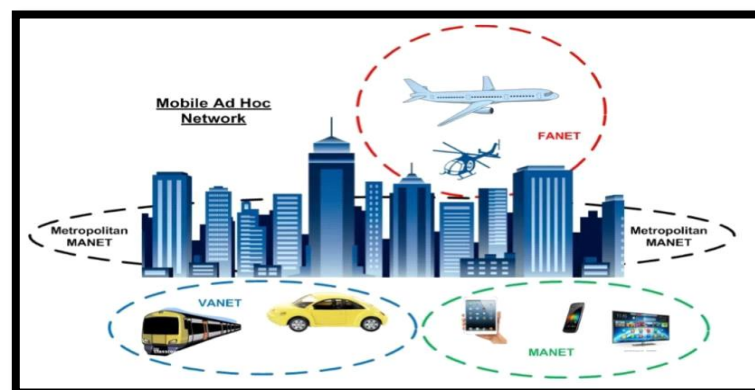 Mobile Ad Hoc
Network
FANET
Metropolitan
MANET
Metropolitan
MANET
VANET
MANET